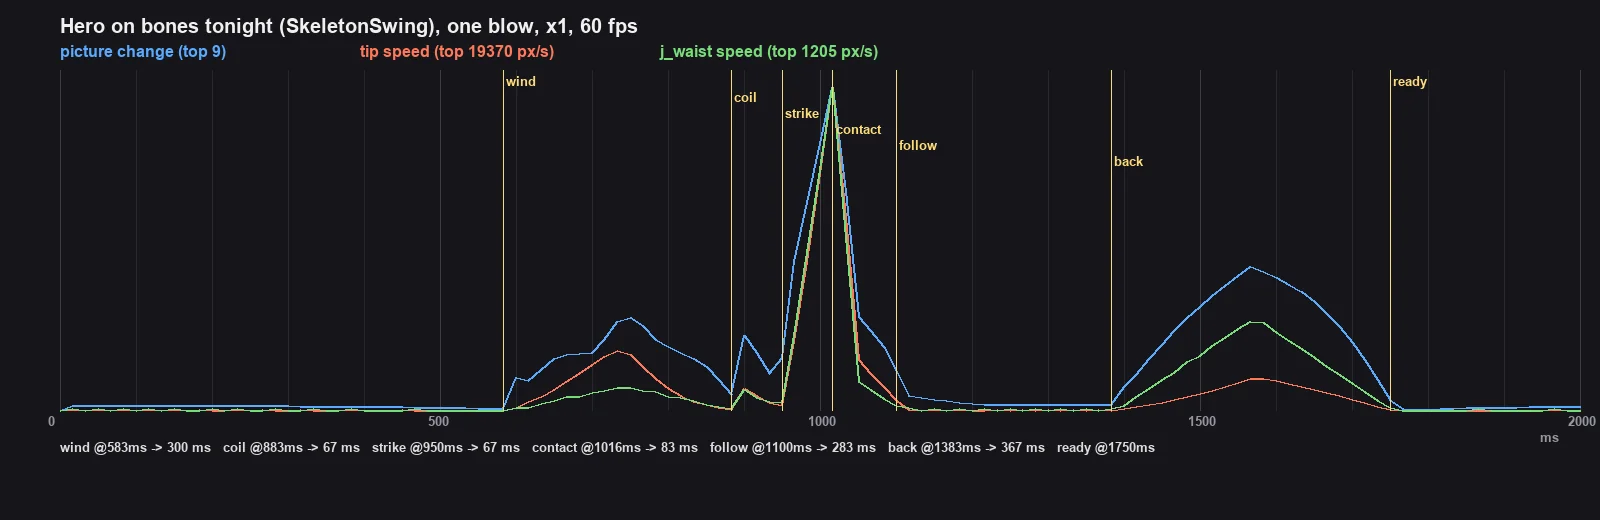 Hero on bones tonight (SkeletonSwing), one blow, x1, 60 fps
picture change (top 9) tip speed (top 19370 px/s) j_waist speed (top 1205 px/s)
wind
coil
strike
contact
follow
back
ready
0 500 1000 1500 2000
ms
wind @583ms -> 300 ms coil @883ms -> 67 ms strike @950ms -> 67 ms contact @1016ms -> 83 ms follow @1100ms -> 283 ms back @1383ms -> 367 ms ready @1750ms